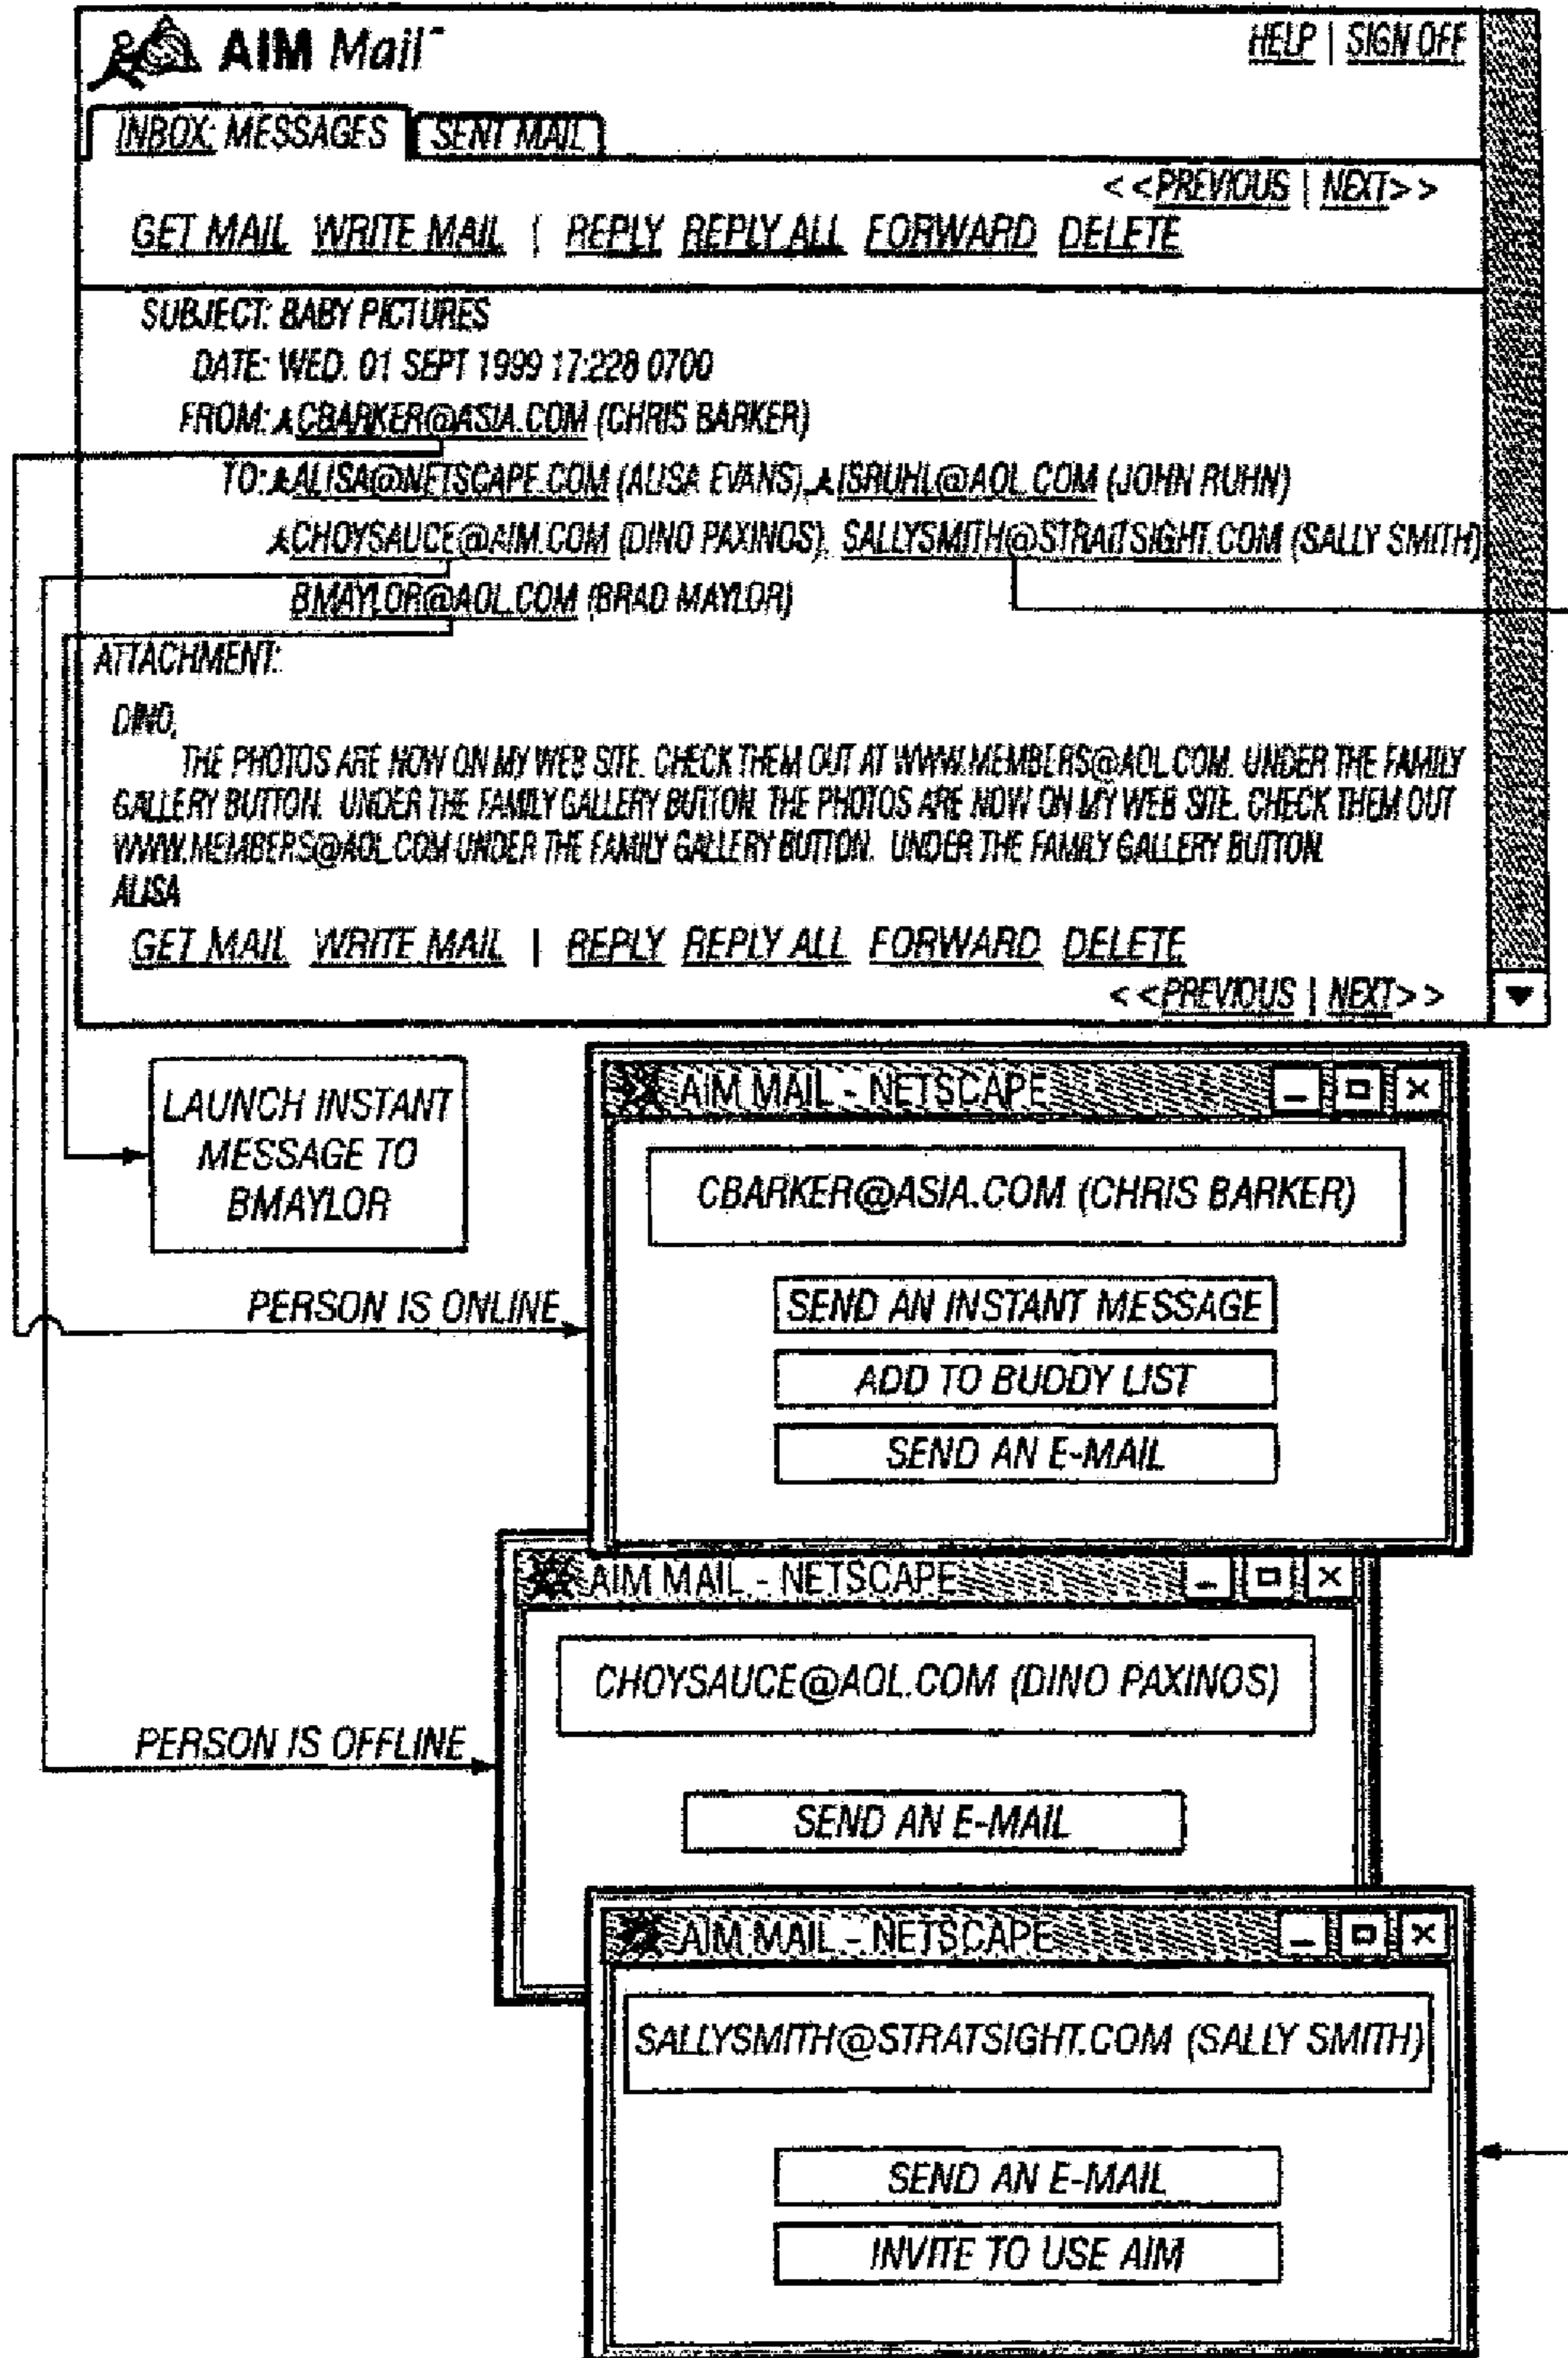 AIM Mail
HELP | SIGN OFF
INBOX: MESSAGES SENT MAIL
< <PREVIOUS | NEXT> >
GET MAIL WRITE MAIL | REPLY REPLY ALL FORWARD DELETE
SUBJECT: BABY PICTURES
DATE: WED. 01 SEPT 1999 17:228 0700
FROM: CBARKER@ASIA.COM (CHRIS BARKER)
TO: ALISA@NETSCAPE.COM (ALISA EVANS), ISRUHL@AOL.COM (JOHN RUHN)
CHOYSAUCE@AIM.COM (DINO PAXINOS), SALLYSMITH@STRAITSIGHT.COM (SALLY SMITH)
BMAYLOR@AOL.COM (BRAD MAYLOR)
ATTACHMENT:
DINO,
THE PHOTOS ARE NOW ON MY WEB SITE. CHECK THEM OUT AT WWW.MEMBERS@AOL.COM. UNDER THE FAMILY
GALLERY BUTTON. UNDER THE FAMILY GALLERY BUTTON. THE PHOTOS ARE NOW ON MY WEB SITE. CHECK THEM OUT
WWW.MEMBERS@AOL.COM UNDER THE FAMILY GALLERY BUTTON. UNDER THE FAMILY GALLERY BUTTON.
ALISA
GET MAIL WRITE MAIL | REPLY REPLY ALL FORWARD DELETE
< <PREVIOUS | NEXT> >
LAUNCH INSTANT
MESSAGE TO
BMAYLOR
AIM MAIL - NETSCAPE
CBARKER@ASIA.COM (CHRIS BARKER)
PERSON IS ONLINE
SEND AN INSTANT MESSAGE
ADD TO BUDDY LIST
SEND AN E-MAIL
AIM MAIL - NETSCAPE
CHOYSAUCE@AOL.COM (DINO PAXINOS)
PERSON IS OFFLINE
SEND AN E-MAIL
AIM MAIL - NETSCAPE
SALLYSMITH@STRATSIGHT.COM (SALLY SMITH)
SEND AN E-MAIL
INVITE TO USE AIM